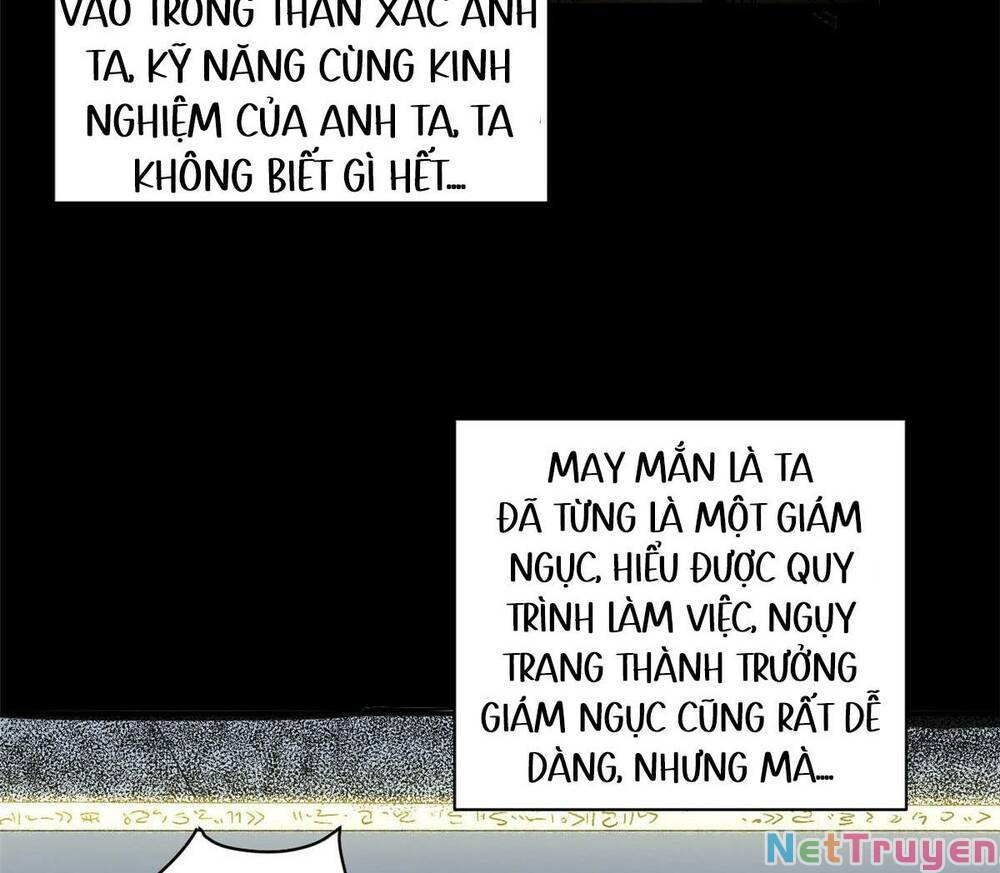 VÀO TRONG THÂN XÁC ANH
TA, KỸ NĂNG CÙNG KINH
NGHIỆM CỦA ANH TA, TA
KHÔNG BIẾT GÌ HẾT....
MAY MẮN LÀ TA
ĐÃ TỪNG LÀ MỘT GIÁM
NGỤC, HIỂU ĐƯỢC QUY
TRÌNH LÀM VIỆC, NGỤY
TRANG THÀNH TRƯỞNG
GIÁM NGỤC CŨNG RẤT DỄ
DÀNG, NHƯNG MÀ....
NetTruyen